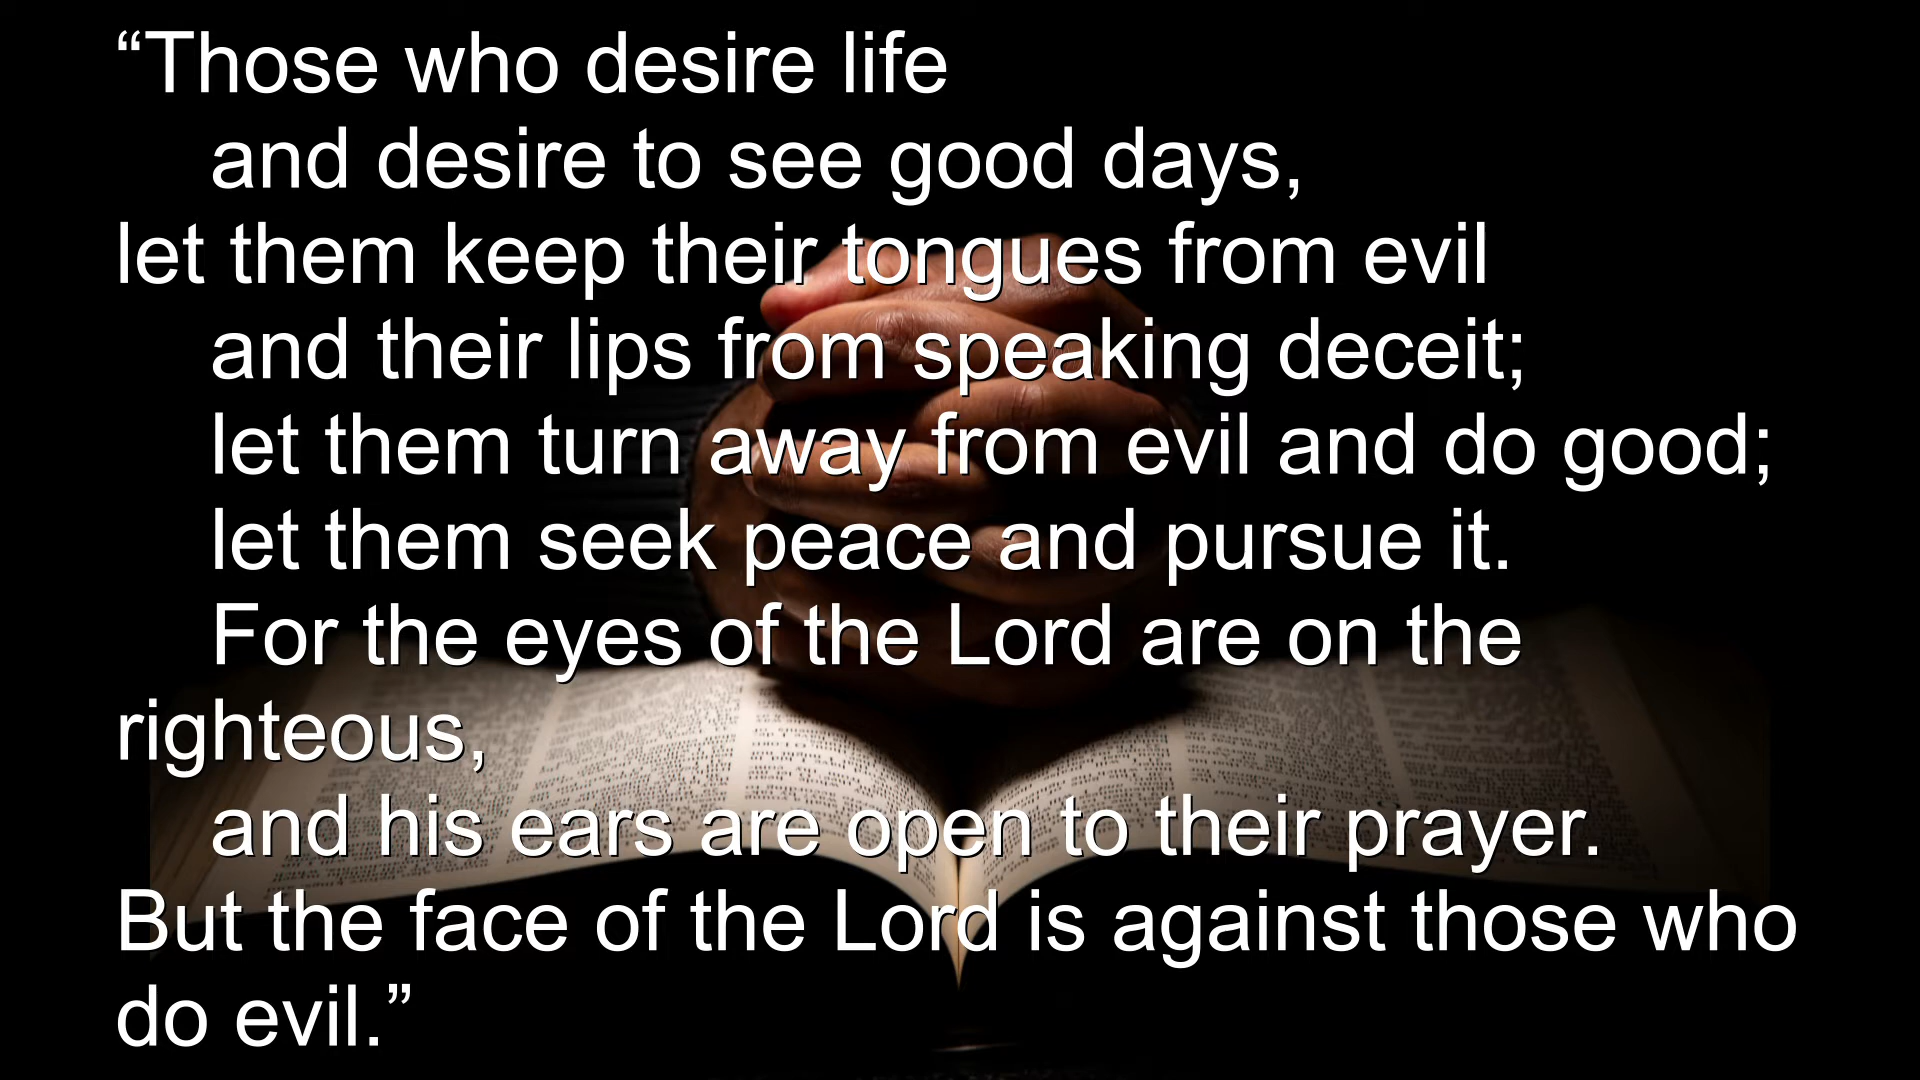 “Those who desire life
and desire to see good days,
let them keep their tongues from evil
and their lips from speaking deceit;
let them turn away from evil and do good;
let them seek peace and pursue it.
For the eyes of the Lord are on the
righteous,
and his ears are open to their prayer.
But the face of the Lord is against those who
do evil.”